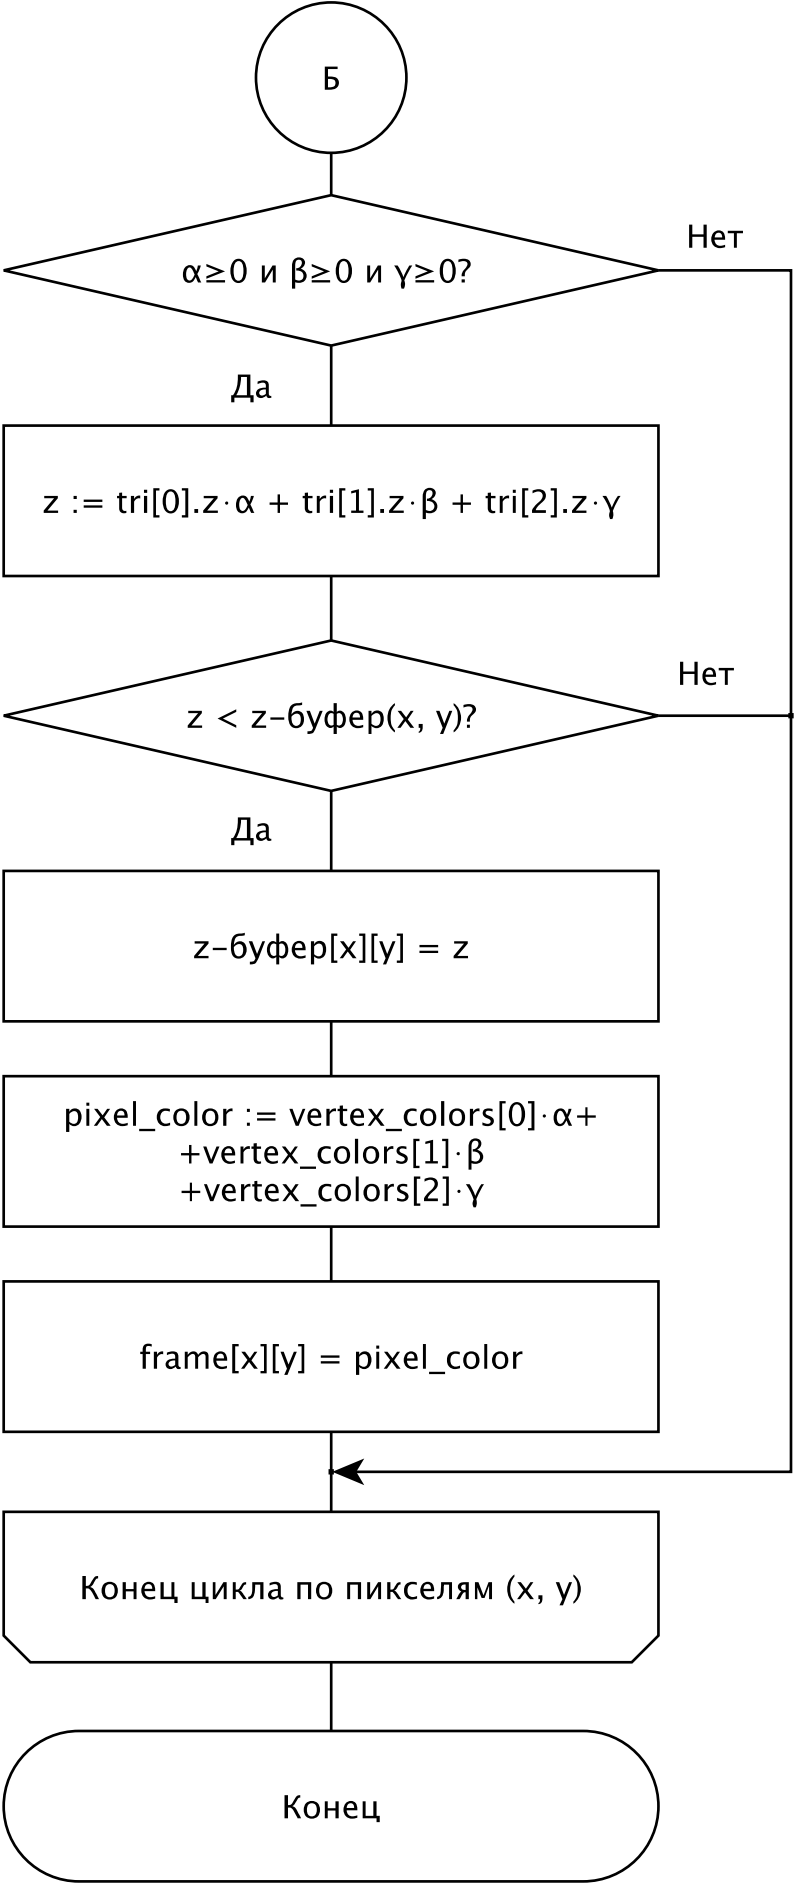 Б
α≥0 и β≥0 и γ≥0?
Нет
Да
z := tri[0].z·α + tri[1].z·β + tri[2].z·γ
z < z-буфер(x, y)?
Нет
Да
z-буфер[x][y] = z
pixel_color := vertex_colors[0]·α+
+vertex_colors[1]·β
+vertex_colors[2]·γ
frame[x][y] = pixel_color
Конец цикла по пикселям (x, y)
Конец